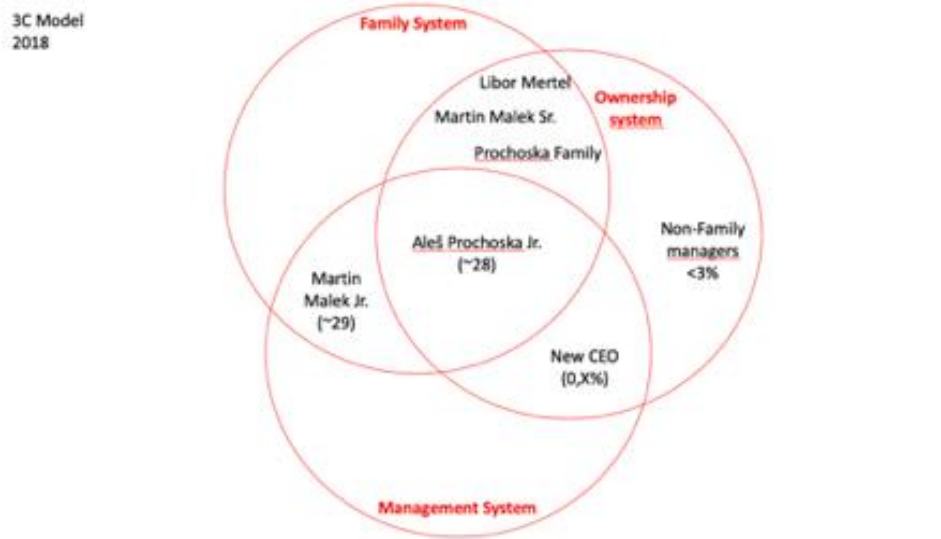 3C Model
2018
Family System
Libor Mertel
Ownership
system
Martin Malek Sr.
Prochoska Family
Non-Family
managers
<3%
Aleš Prochoska Jr.
(~28)
Martin
Malek Jr.
(~29)
New CEO
(0,X%)
Management System